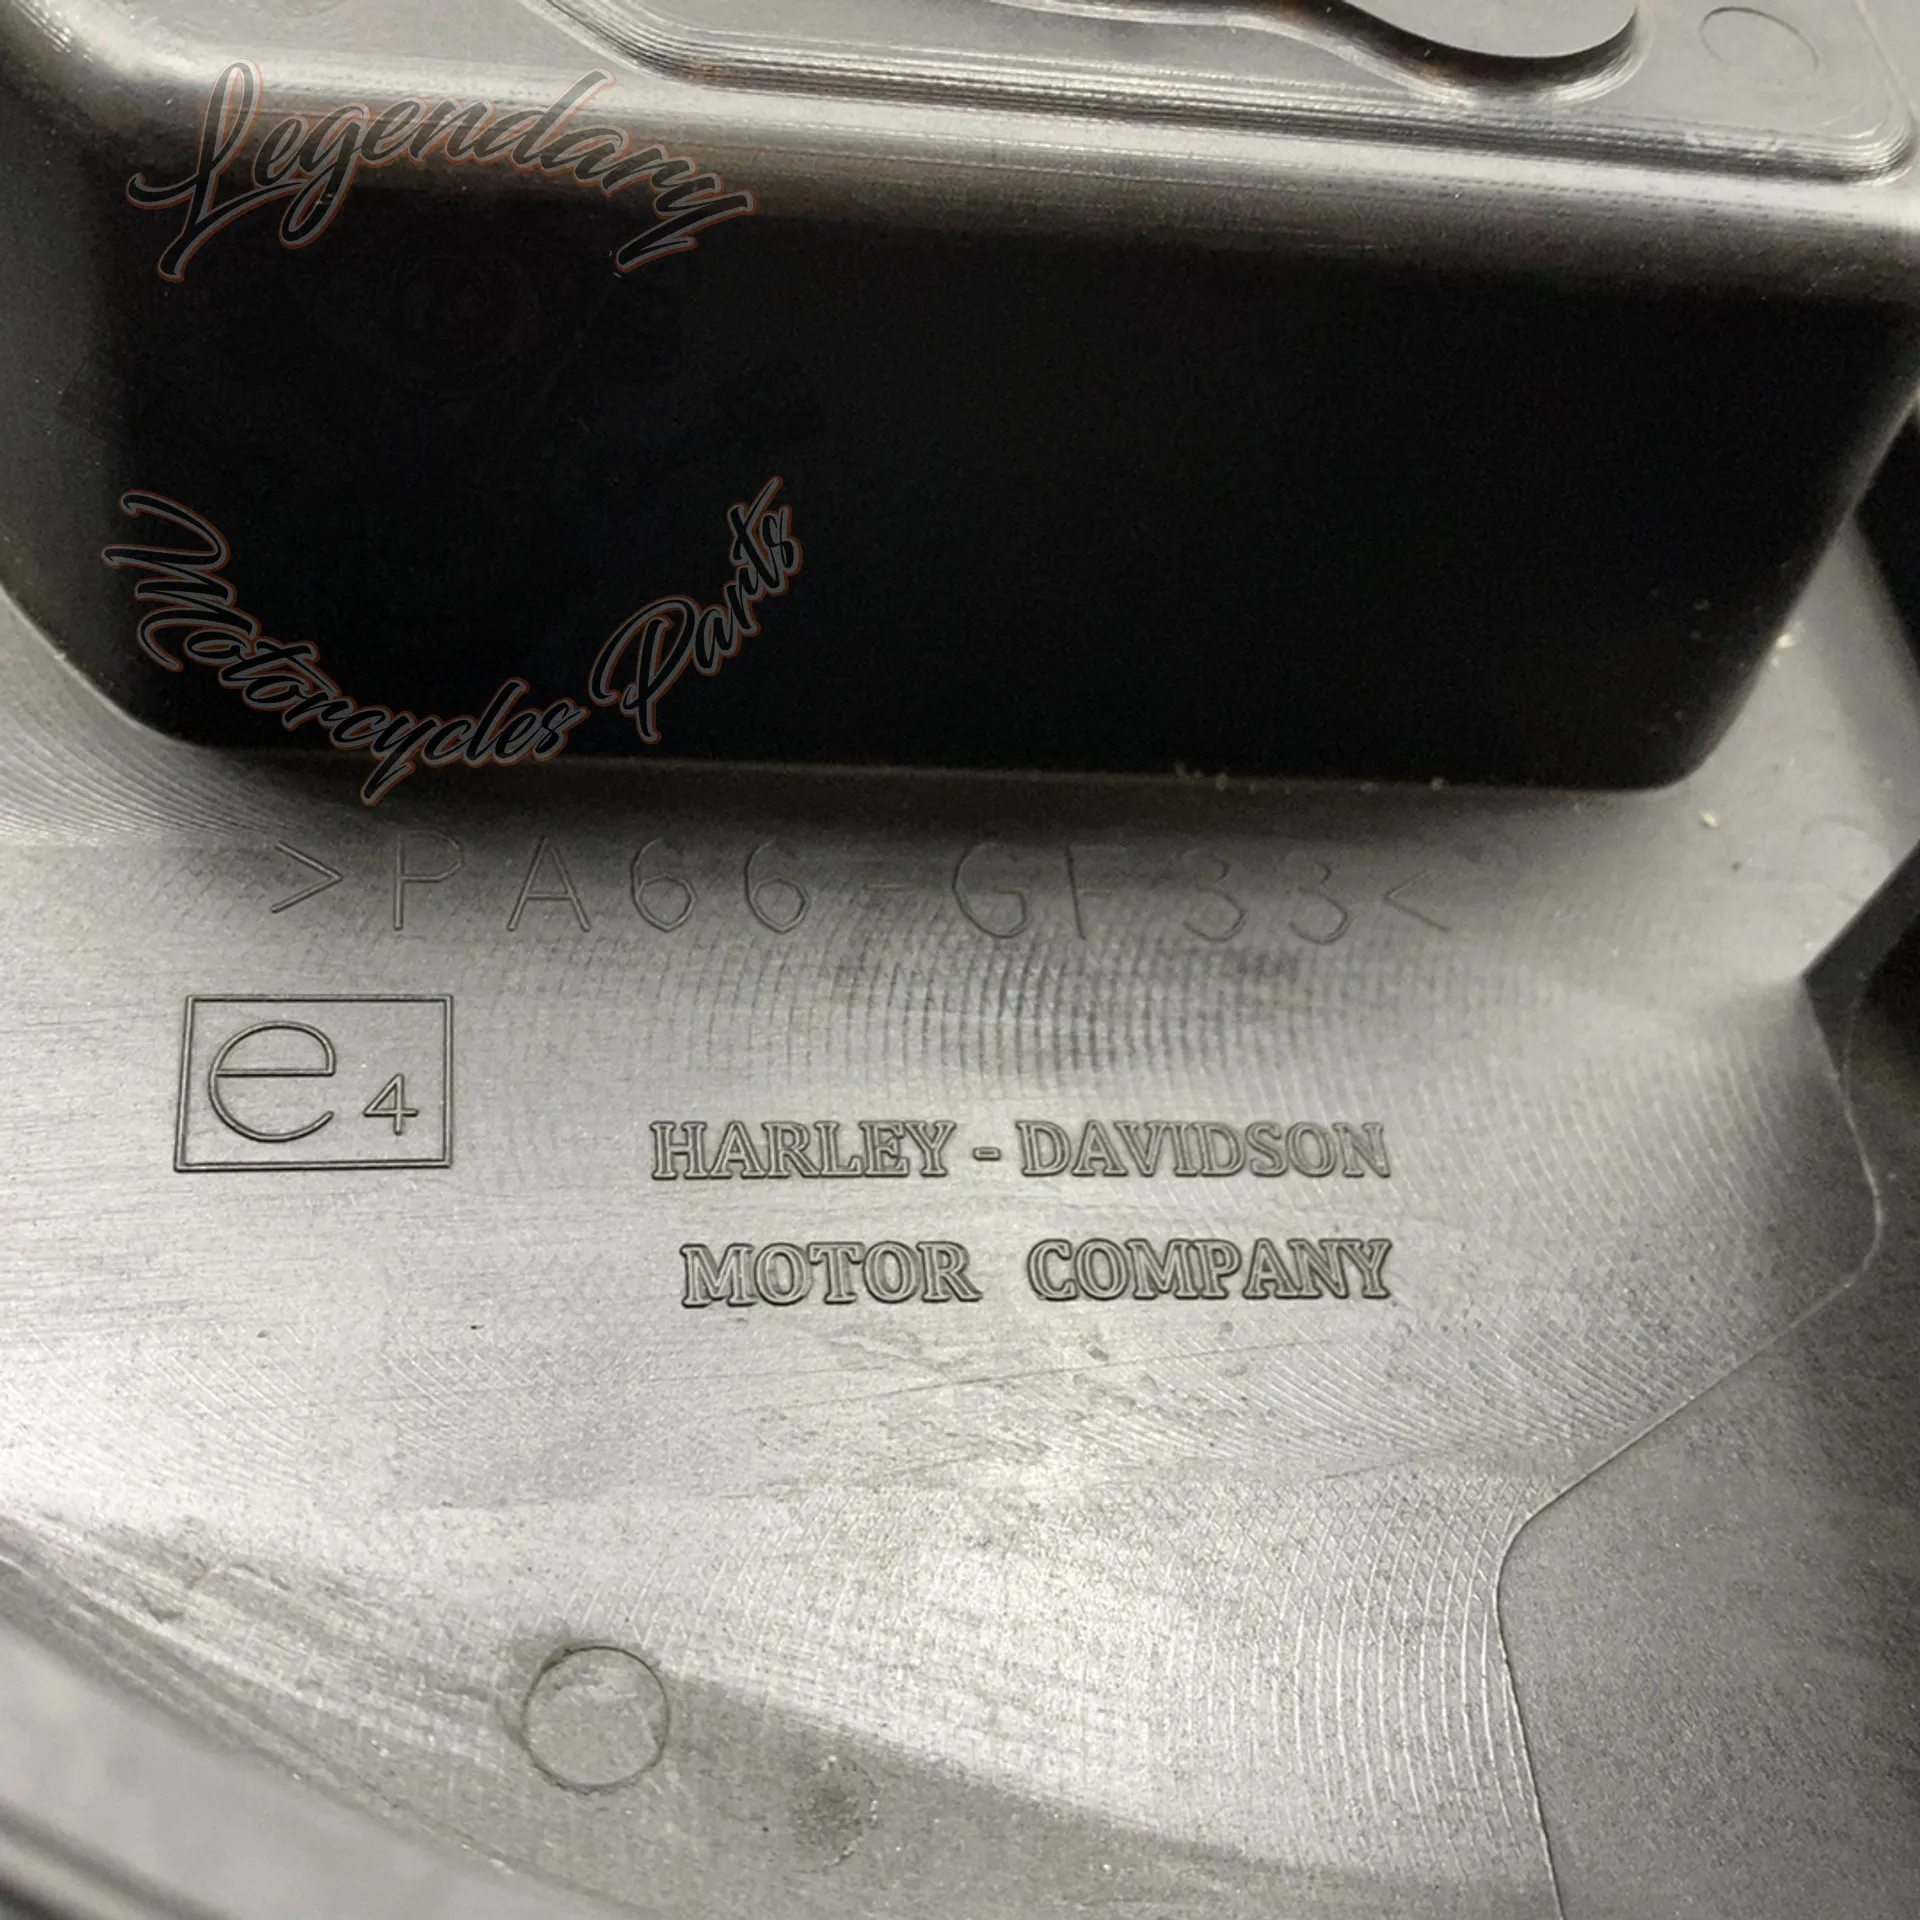 Legendary
Motorcycles Parts
>PA66-GF33<
e4
HARLEY-DAVIDSON
MOTOR COMPANY